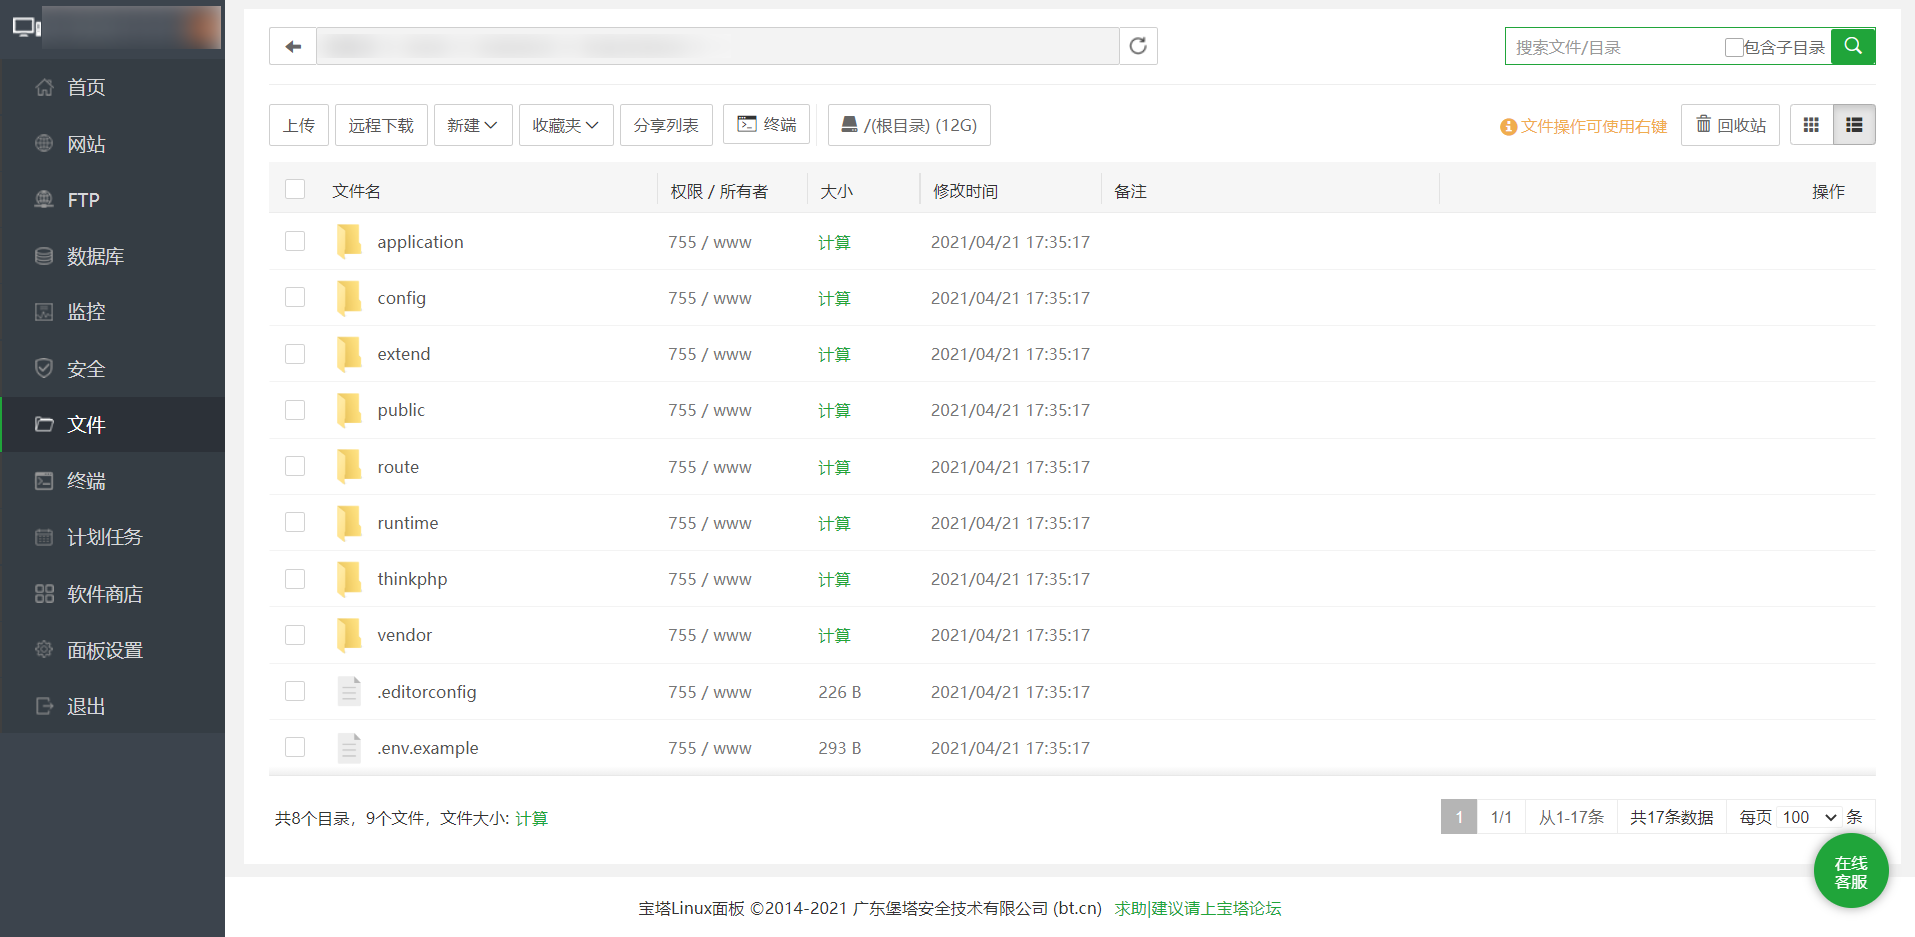 搜索文件/目录 包含子目录
首页
网站
FTP
数据库
监控
安全
文件
终端
计划任务
软件商店
面板设置
退出
上传 远程下载 新建 收藏夹 分享列表 终端 /(根目录) (12G) 文件操作可使用右键 回收站
文件名 权限 / 所有者 大小 修改时间 备注 操作
application 755 / www 计算 2021/04/21 17:35:17
config 755 / www 计算 2021/04/21 17:35:17
extend 755 / www 计算 2021/04/21 17:35:17
public 755 / www 计算 2021/04/21 17:35:17
route 755 / www 计算 2021/04/21 17:35:17
runtime 755 / www 计算 2021/04/21 17:35:17
thinkphp 755 / www 计算 2021/04/21 17:35:17
vendor 755 / www 计算 2021/04/21 17:35:17
.editorconfig 755 / www 226 B 2021/04/21 17:35:17
.env.example 755 / www 293 B 2021/04/21 17:35:17
共8个目录，9个文件，文件大小: 计算 1 1/1 从1-17条 共17条数据 每页 100 条
在线
客服
宝塔Linux面板 ©2014-2021 广东堡塔安全技术有限公司 (bt.cn) 求助|建议请上宝塔论坛